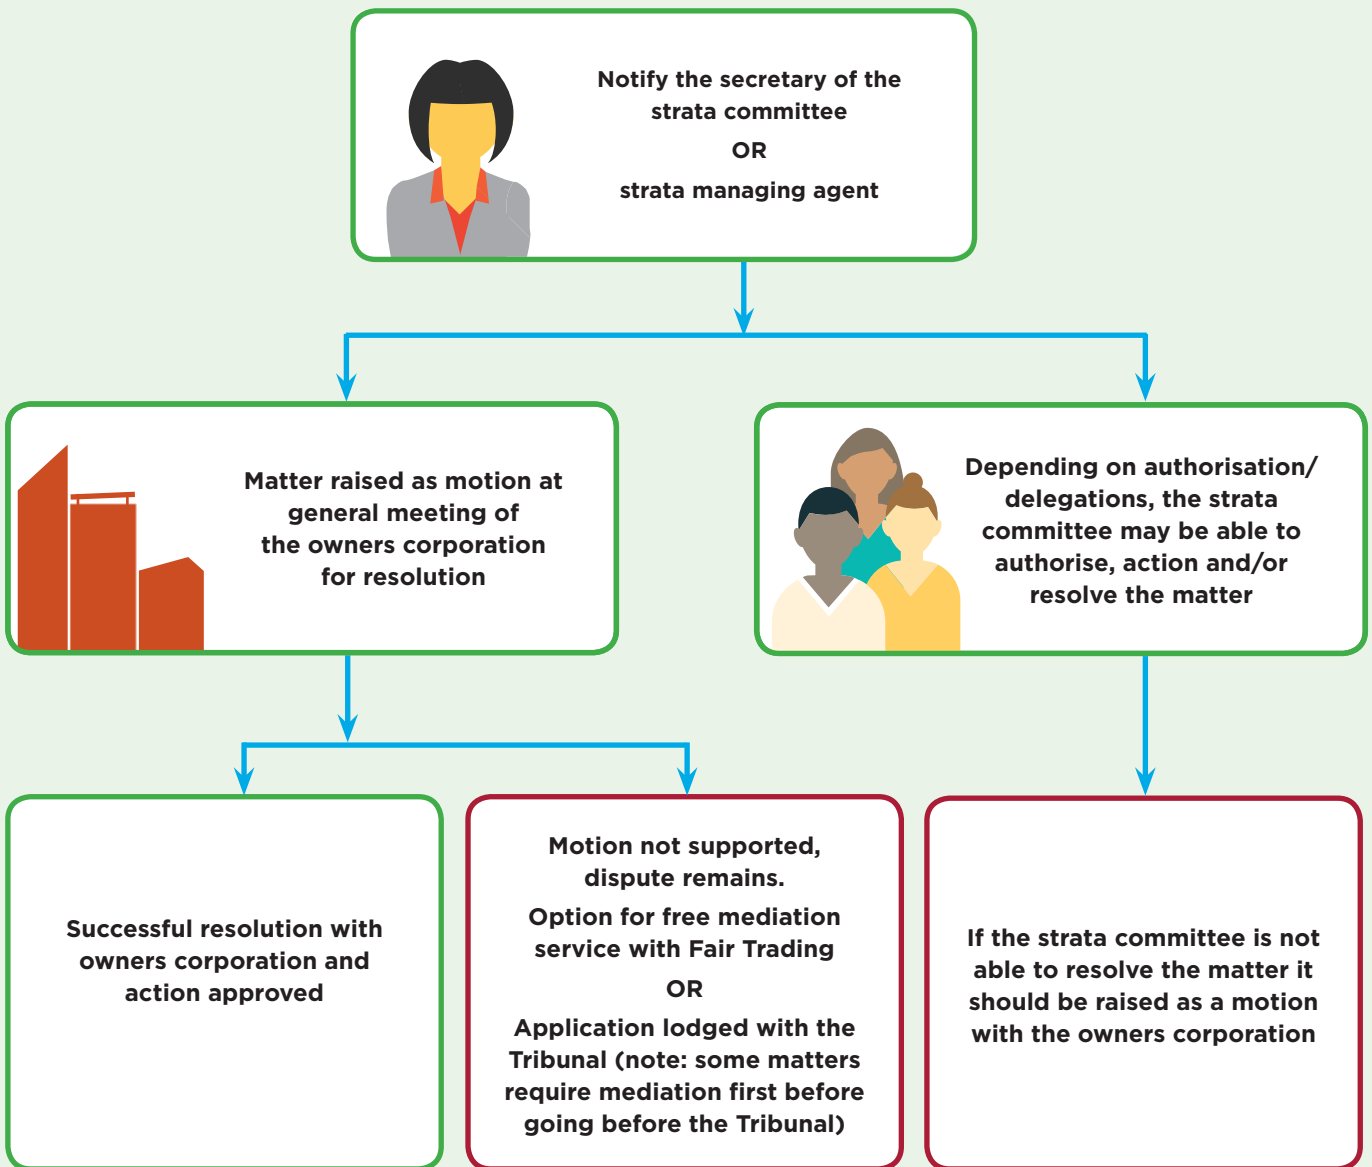 Notify the secretary of the
strata committee
OR
strata managing agent
Matter raised as motion at
general meeting of
the owners corporation
for resolution
Depending on authorisation/
delegations, the strata
committee may be able to
authorise, action and/or
resolve the matter
Successful resolution with
owners corporation and
action approved
Motion not supported,
dispute remains.
Option for free mediation
service with Fair Trading
OR
Application lodged with the
Tribunal (note: some matters
require mediation first before
going before the Tribunal)
If the strata committee is not
able to resolve the matter it
should be raised as a motion
with the owners corporation